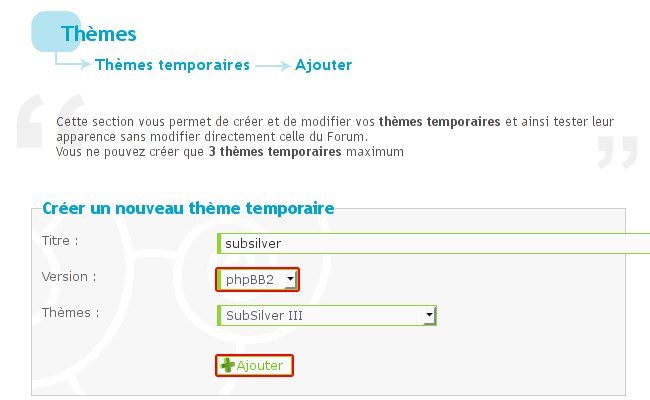 Thèmes
Thèmes temporaires Ajouter
Cette section vous permet de créer et de modifier vos thèmes temporaires et ainsi tester leur
apparence sans modifier directement celle du Forum.
Vous ne pouvez créer que 3 thèmes temporaires maximum
Créer un nouveau thème temporaire
Titre : subsilver
Version : phpBB2
Thèmes : SubSilver III
Ajouter